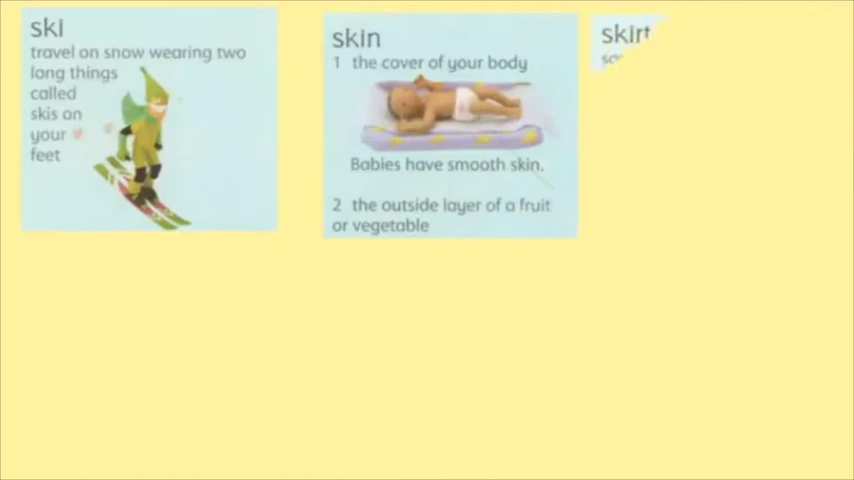 ski
travel on snow wearing two
long things
called
skis on
your
feet
skin
1 the cover of your body
Babies have smooth skin.
2 the outside layer of a fruit
or vegetable
skirt